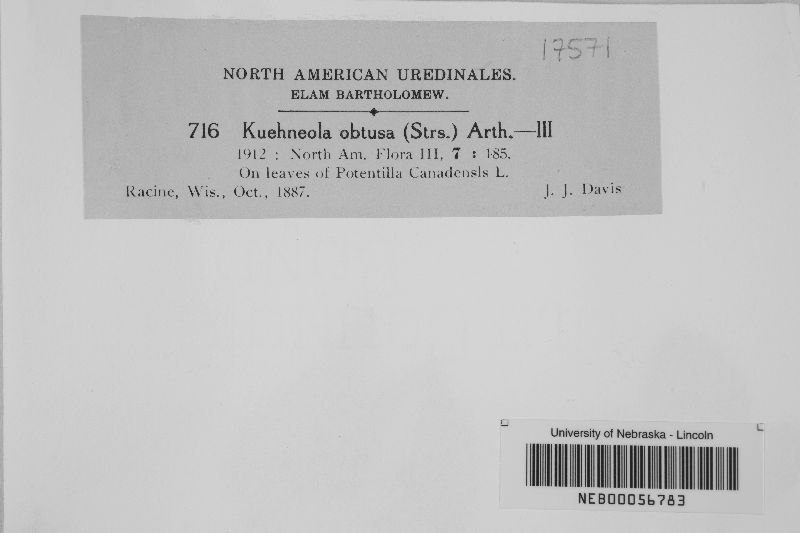 17571
NORTH AMERICAN UREDINALES.
ELAM BARTHOLOMEW.
716 Kuehneola obtusa (Strs.) Arth.—III
1912 : North Am. Flora III, 7 : 185.
On leaves of Potentilla Canadensis L.
Racine, Wis., Oct., 1887. J. J. Davis
University of Nebraska - Lincoln
NEB00056783